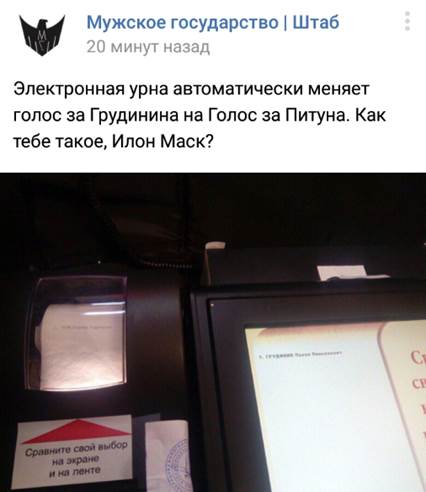 Мужское государство | Штаб
20 минут назад
Электронная урна автоматически меняет
голос за Грудинина на Голос за Питуна. Как
тебе такое, Илон Маск?
ГРУДИНИН Павел Николаевич
Сравните свой выбор
на экране
и на ленте